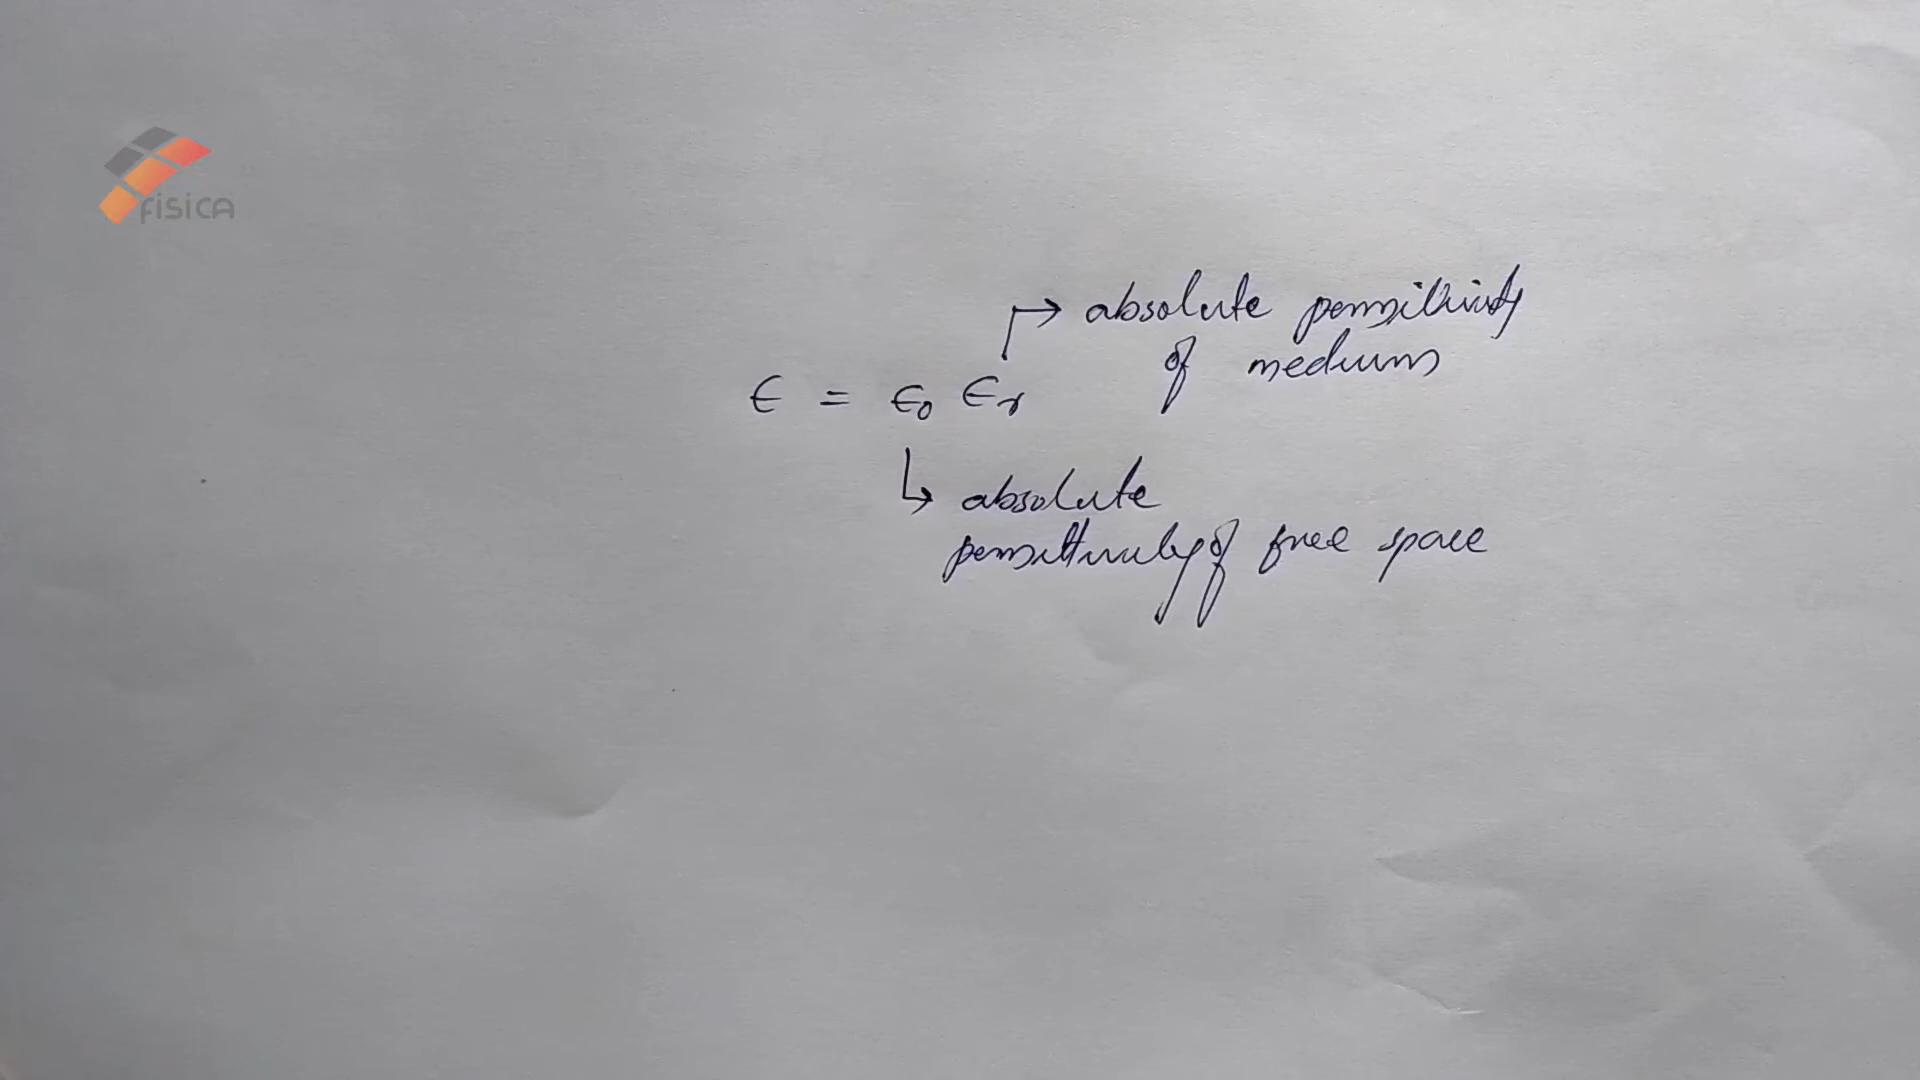 FiSiCA
absolute permittivity
of medium
ϵ = ϵ₀ ϵᵣ
absolute
permittivity of free space